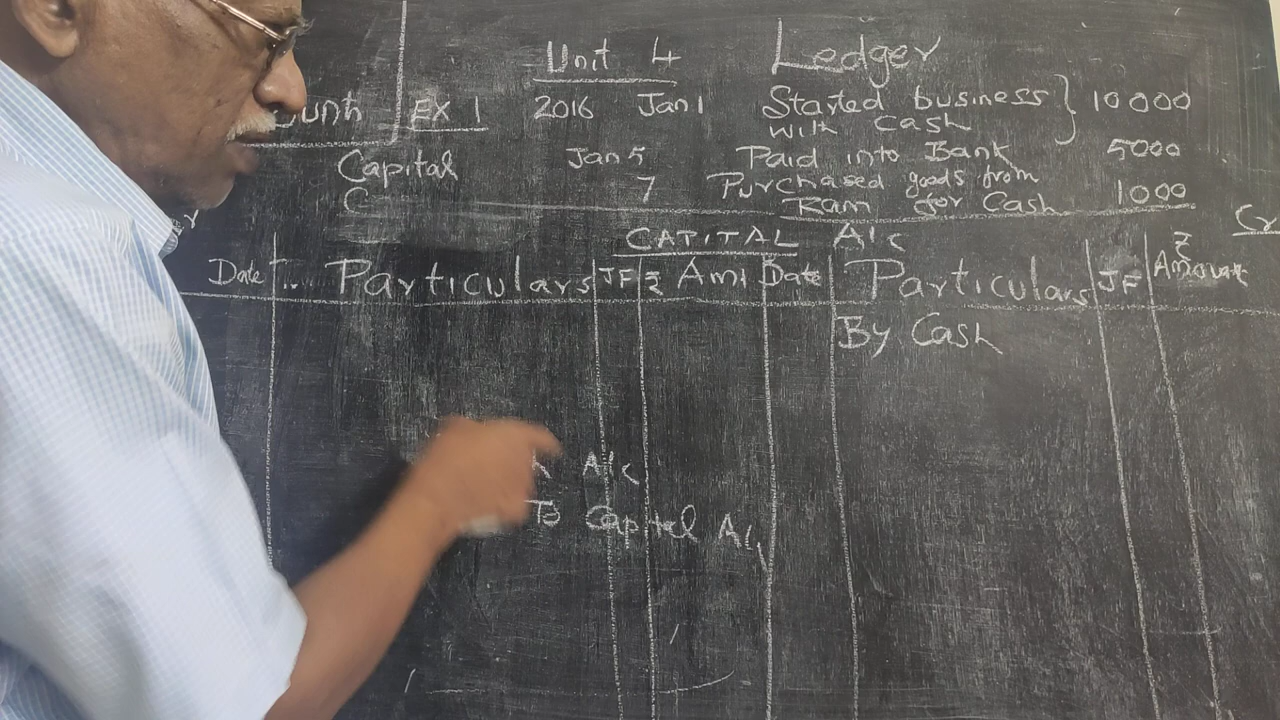 Unit 4 Ledger
EX 1 2016 Jan 1 Started business with cash } 10000
Capital Jan 5 Paid into Bank 5000
C 7 Purchased goods from Ram for Cash 1000
CAPITAL A/c Cr
Date Particulars JF ₹ Amt Date Particulars JF ₹ Amount
By Cash
A/c
To Capital A/c